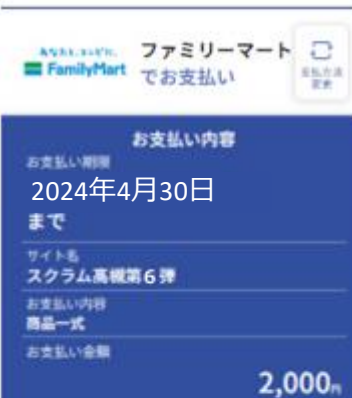 あなたと、コンビに、
FamilyMart
ファミリーマート
でお支払い
支払方法
変更
お支払い内容
お支払い期限
2024年4月30日
まで
サイト名
スクラム高槻第6弾
お支払い内容
商品一式
お支払い金額
2,000円